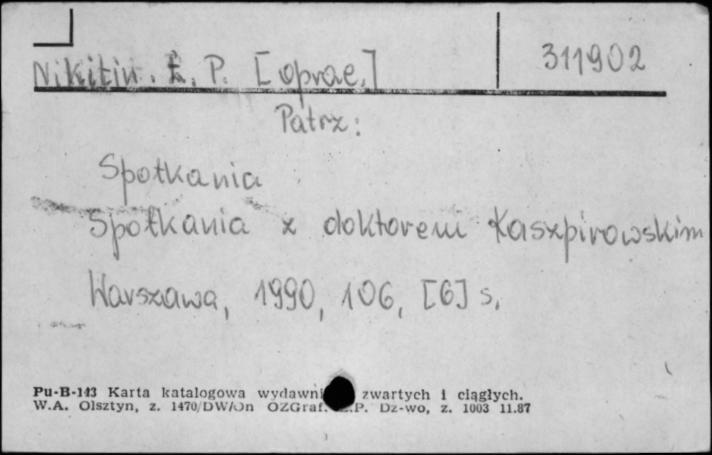 Nikitin. E. P. [oprac.]
311902
Patrz:
Spotkania
Spotkania z doktorem Kaszpirowskim
Warszawa, 1990, 106, [6] s.
Pu-B-143 Karta katalogowa wydawni zwartych i ciągłych.
W.A. Olsztyn, z. 1470/DW/On OZGraf. Z.P. Dz-wo, z. 1003 11.87